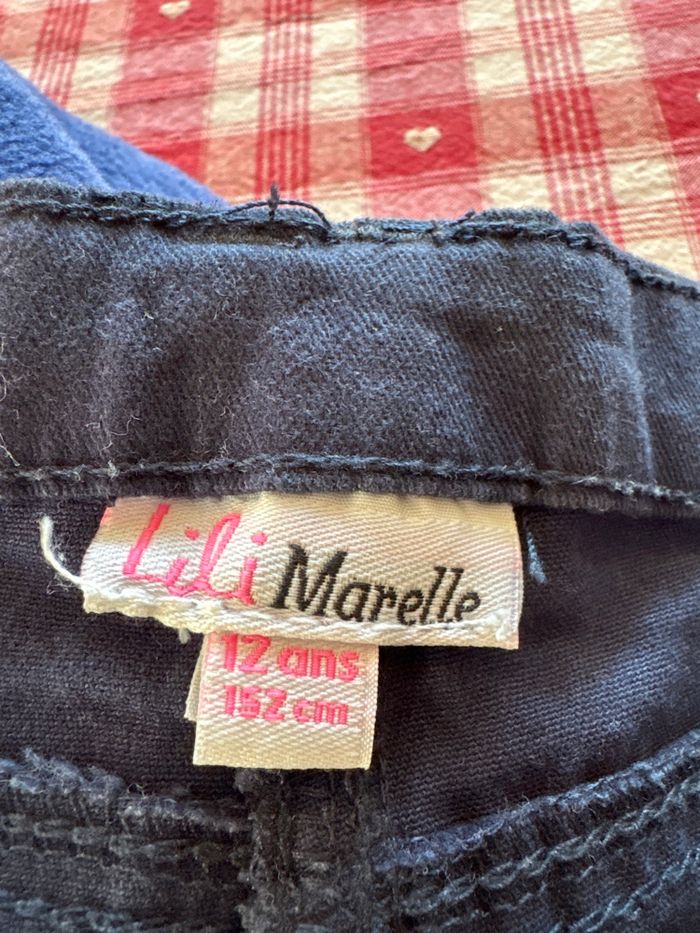 Lili Marelle
12 ans
152 cm